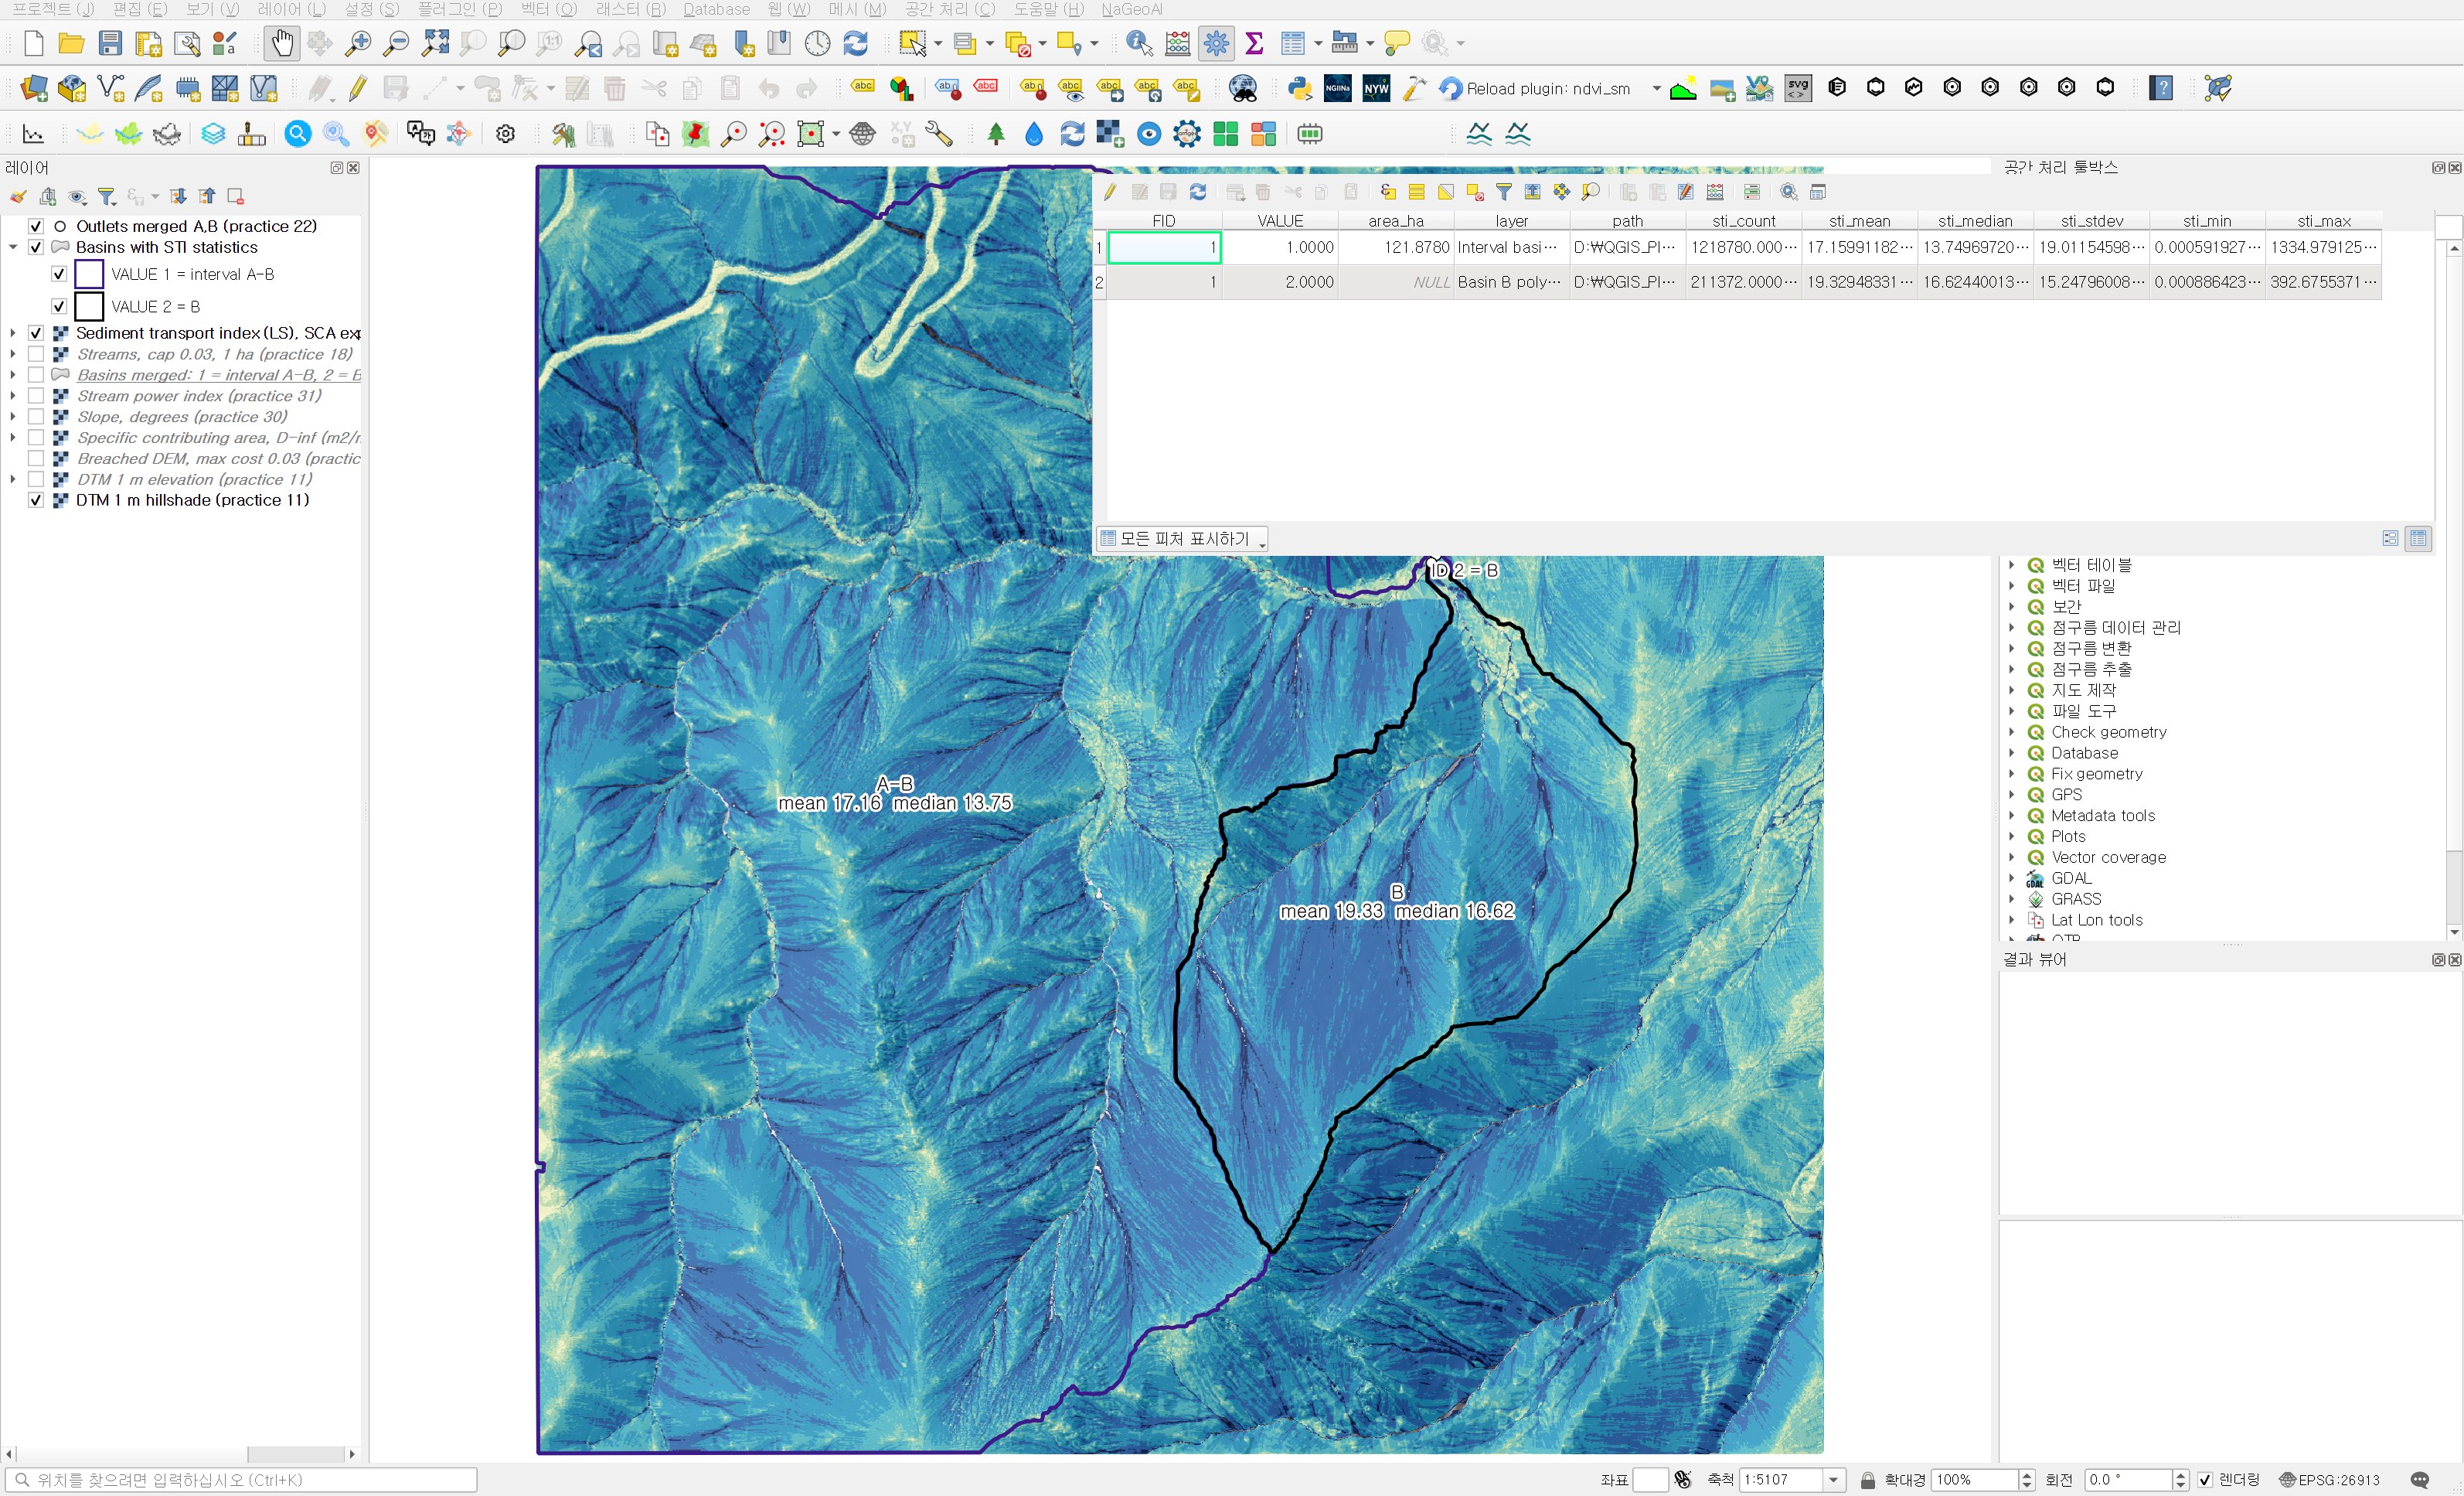 프로젝트 (J) 편집 (E) 보기 (V) 레이어 (L) 설정 (S) 플러그인 (P) 벡터 (O) 래스터 (R) Database 웹 (W) 메시 (M) 공간 처리 (C) 도움말 (H) NaGeoAI
Reload plugin: ndvi_sm
레이어
Outlets merged A,B (practice 22)
Basins with STI statistics
VALUE 1 = interval A-B
VALUE 2 = B
Sediment transport index (LS), SCA exp
Streams, cap 0.03, 1 ha (practice 18)
Basins merged: 1 = interval A-B, 2 = B
Stream power index (practice 31)
Slope, degrees (practice 30)
Specific contributing area, D-inf (m2/r
Breached DEM, max cost 0.03 (practic
DTM 1 m elevation (practice 11)
DTM 1 m hillshade (practice 11)
FID VALUE area_ha layer path sti_count sti_mean sti_median sti_stdev sti_min sti_max
1 1 1.0000 121.8780 Interval basi⋯ D:₩QGIS_Pl⋯ 1218780.000⋯ 17.15991182⋯ 13.74969720⋯ 19.01154598⋯ 0.000591927⋯ 1334.979125⋯
2 1 2.0000 NULL Basin B poly⋯ D:₩QGIS_Pl⋯ 211372.0000⋯ 19.32948331⋯ 16.62440013⋯ 15.24796008⋯ 0.000886423⋯ 392.6755371⋯
모든 피처 표시하기
ID 2 = B
A-B
mean 17.16 median 13.75
B
mean 19.33 median 16.62
공간 처리 툴박스
벡터 테이블
벡터 파일
보간
점구름 데이터 관리
점구름 변환
점구름 추출
지도 제작
파일 도구
Check geometry
Database
Fix geometry
GPS
Metadata tools
Plots
Vector coverage
GDAL
GRASS
Lat Lon tools
OTB
결과 뷰어
위치를 찾으려면 입력하십시오 (Ctrl+K)
좌표 축척 1:5107 확대경 100% 회전 0.0 ° 렌더링 EPSG:26913